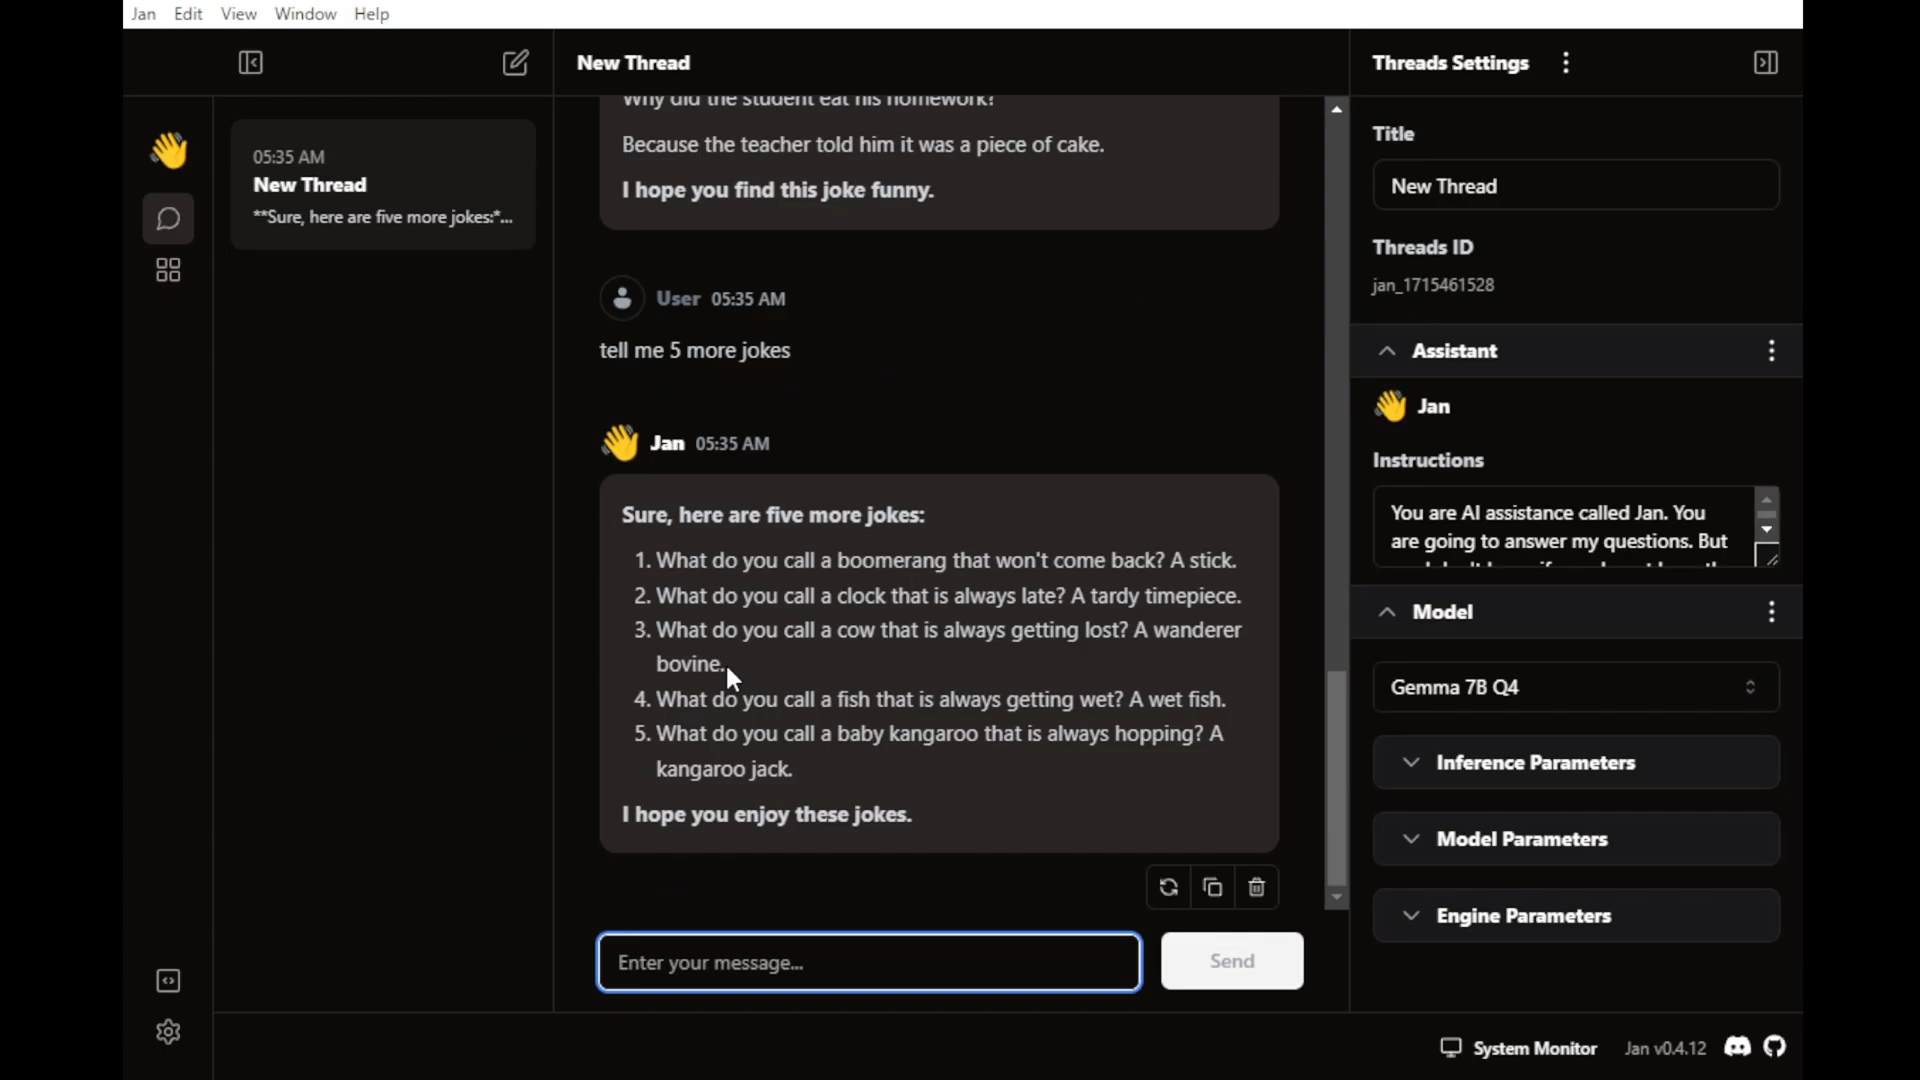 Jan Edit View Window Help
New Thread
Threads Settings
05:35 AM
New Thread
**Sure, here are five more jokes:*...
Why did the student eat his homework?
Because the teacher told him it was a piece of cake.
I hope you find this joke funny.
User 05:35 AM
tell me 5 more jokes
Jan 05:35 AM
Sure, here are five more jokes:
1. What do you call a boomerang that won't come back? A stick.
2. What do you call a clock that is always late? A tardy timepiece.
3. What do you call a cow that is always getting lost? A wanderer
bovine.
4. What do you call a fish that is always getting wet? A wet fish.
5. What do you call a baby kangaroo that is always hopping? A
kangaroo jack.
I hope you enjoy these jokes.
Enter your message...
Send
Title
New Thread
Threads ID
jan_1715461528
Assistant
Jan
Instructions
You are AI assistance called Jan. You
are going to answer my questions. But
Model
Gemma 7B Q4
Inference Parameters
Model Parameters
Engine Parameters
System Monitor Jan v0.4.12